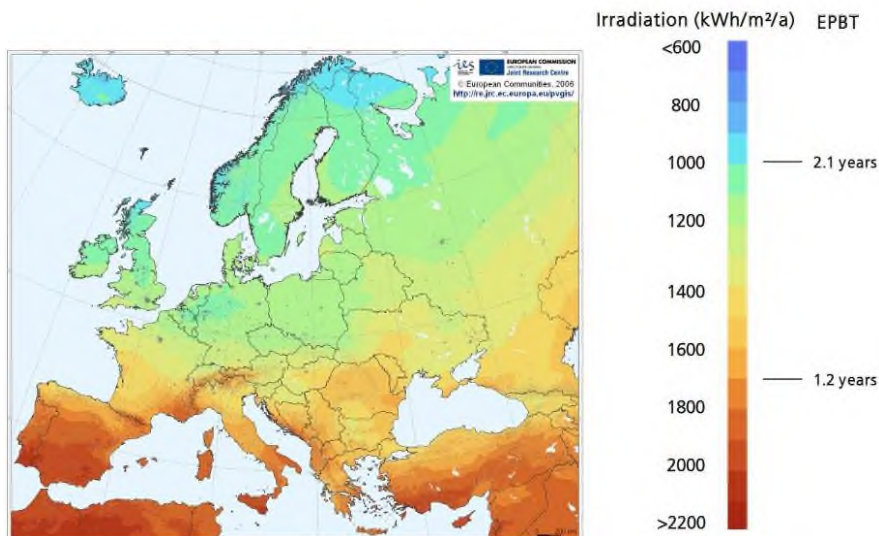 Irradiation (kWh/m²/a) EPBT
EUROPEAN COMMISSION
Joint Research Centre
© European Communities, 2006
http://re.jrc.ec.europa.eu/pvgis/
<600
800
1000
2.1 years
1200
1400
1600
1.2 years
1800
2000
>2200